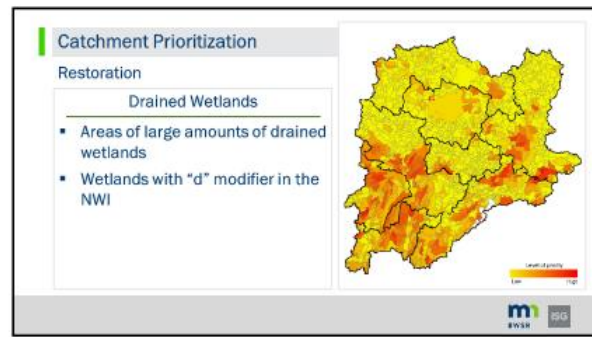 Catchment Prioritization
Restoration
Drained Wetlands
▪ Areas of large amounts of drained
wetlands
▪ Wetlands with “d” modifier in the
NWI
Level of priority
Low
High
BWSR
ISG